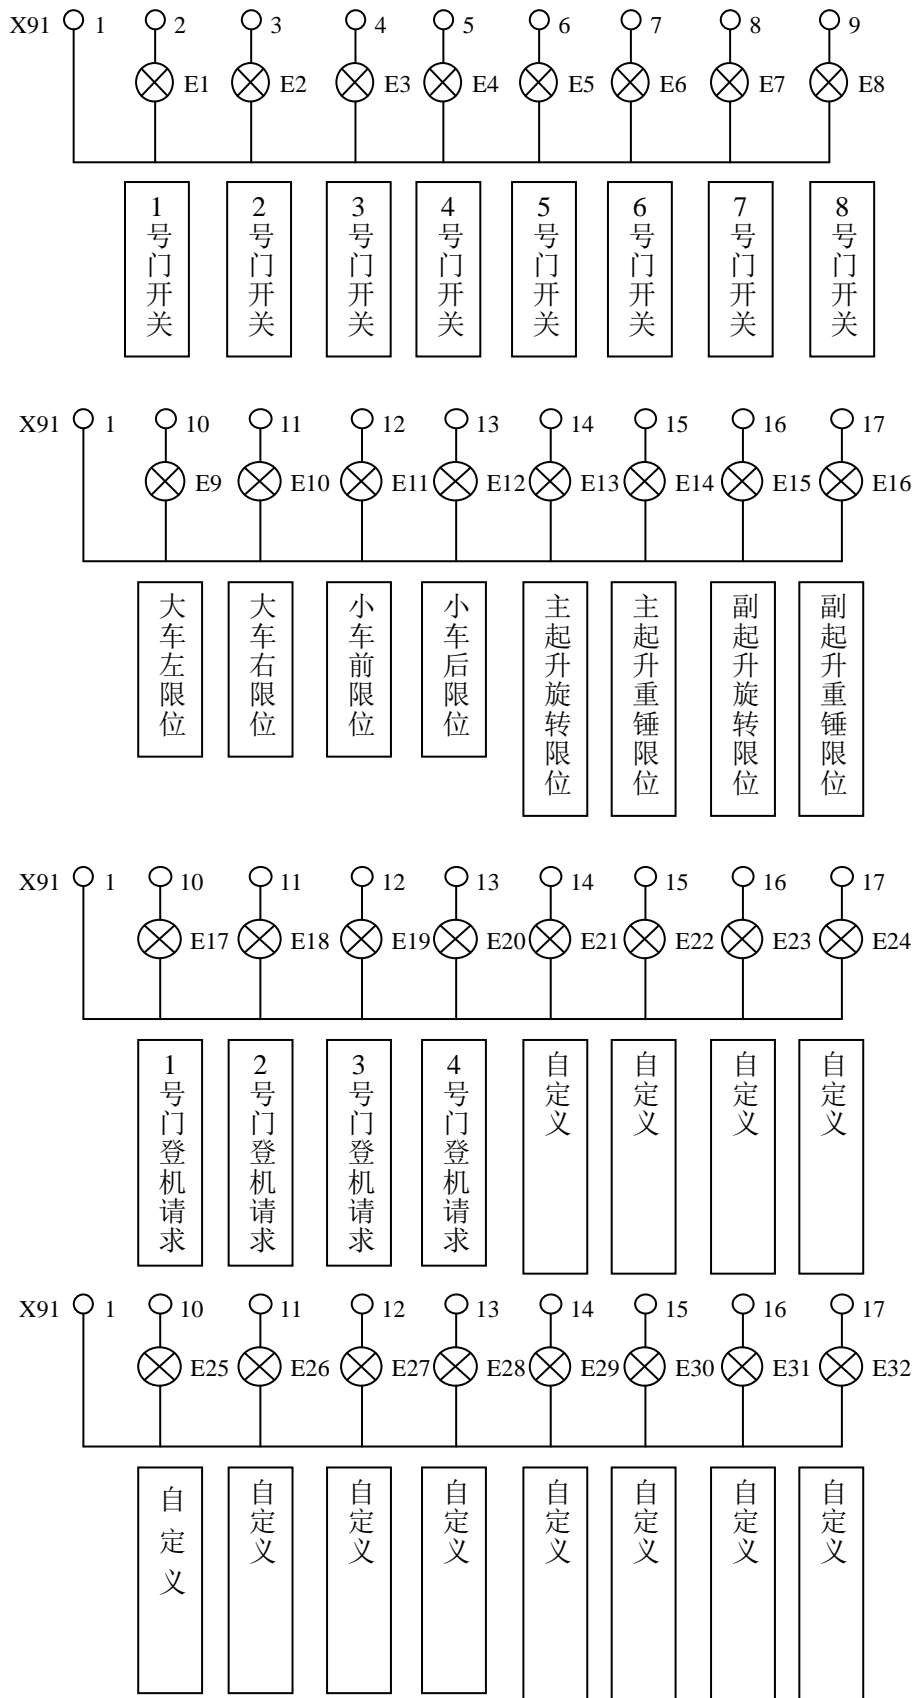 X91 1 2 3 4 5 6 7 8 9
E1 E2 E3 E4 E5 E6 E7 E8
1号门开关
2号门开关
3号门开关
4号门开关
5号门开关
6号门开关
7号门开关
8号门开关
X91 1 10 11 12 13 14 15 16 17
E9 E10 E11 E12 E13 E14 E15 E16
大车左限位
大车右限位
小车前限位
小车后限位
主起升旋转限位
主起升重锤限位
副起升旋转限位
副起升重锤限位
X91 1 10 11 12 13 14 15 16 17
E17 E18 E19 E20 E21 E22 E23 E24
1号门登机请求
2号门登机请求
3号门登机请求
4号门登机请求
自定义
自定义
自定义
自定义
X91 1 10 11 12 13 14 15 16 17
E25 E26 E27 E28 E29 E30 E31 E32
自定义
自定义
自定义
自定义
自定义
自定义
自定义
自定义